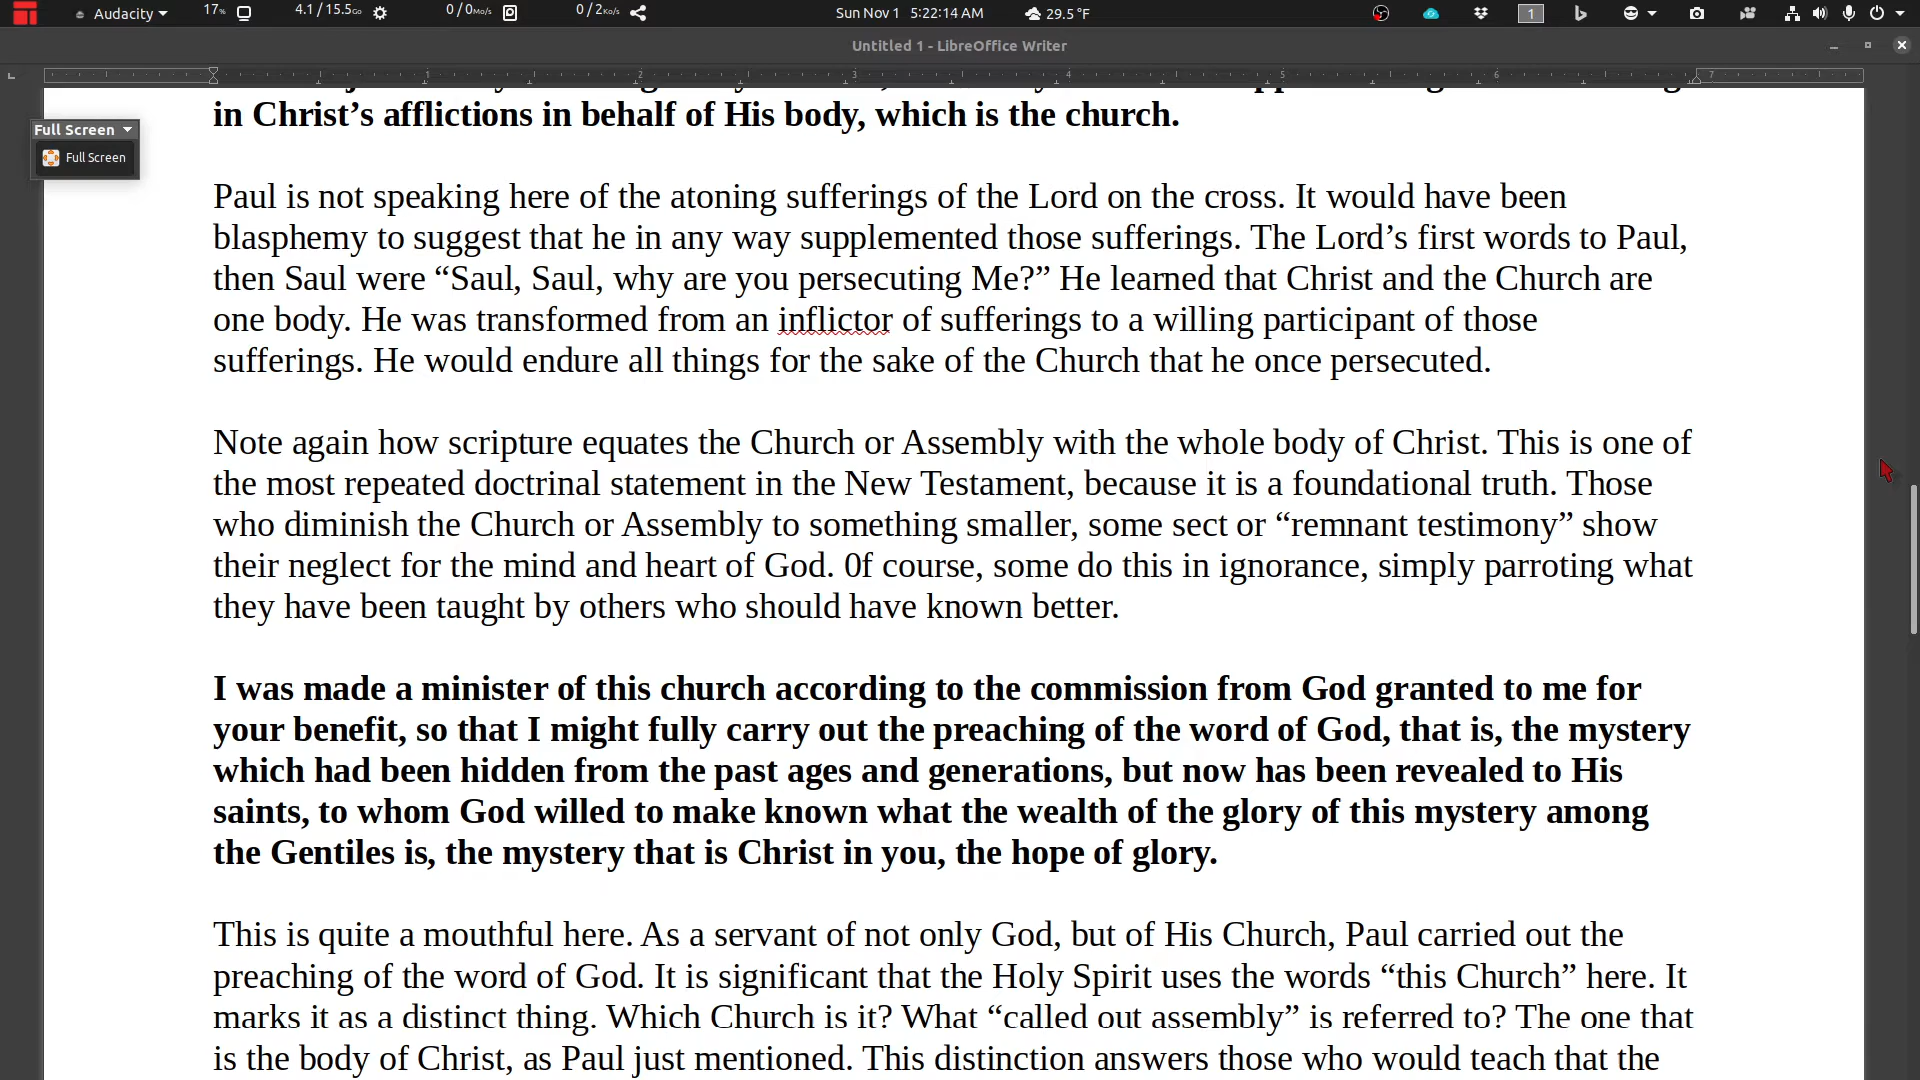 Audacity
17%
4.1 / 15.5Go
0 / 0Mo/s
0 / 2Ko/s
Sun Nov 1 5:22:14 AM
29.5 °F
1
Untitled 1 - LibreOffice Writer
1 2 3 4 5 6 7
in Christ’s afflictions in behalf of His body, which is the church.
Full Screen
Full Screen
Paul is not speaking here of the atoning sufferings of the Lord on the cross. It would have been
blasphemy to suggest that he in any way supplemented those sufferings. The Lord’s first words to Paul,
then Saul were “Saul, Saul, why are you persecuting Me?” He learned that Christ and the Church are
one body. He was transformed from an inflictor of sufferings to a willing participant of those
sufferings. He would endure all things for the sake of the Church that he once persecuted.
Note again how scripture equates the Church or Assembly with the whole body of Christ. This is one of
the most repeated doctrinal statement in the New Testament, because it is a foundational truth. Those
who diminish the Church or Assembly to something smaller, some sect or “remnant testimony” show
their neglect for the mind and heart of God. 0f course, some do this in ignorance, simply parroting what
they have been taught by others who should have known better.
I was made a minister of this church according to the commission from God granted to me for
your benefit, so that I might fully carry out the preaching of the word of God, that is, the mystery
which had been hidden from the past ages and generations, but now has been revealed to His
saints, to whom God willed to make known what the wealth of the glory of this mystery among
the Gentiles is, the mystery that is Christ in you, the hope of glory.
This is quite a mouthful here. As a servant of not only God, but of His Church, Paul carried out the
preaching of the word of God. It is significant that the Holy Spirit uses the words “this Church” here. It
marks it as a distinct thing. Which Church is it? What “called out assembly” is referred to? The one that
is the body of Christ, as Paul just mentioned. This distinction answers those who would teach that the